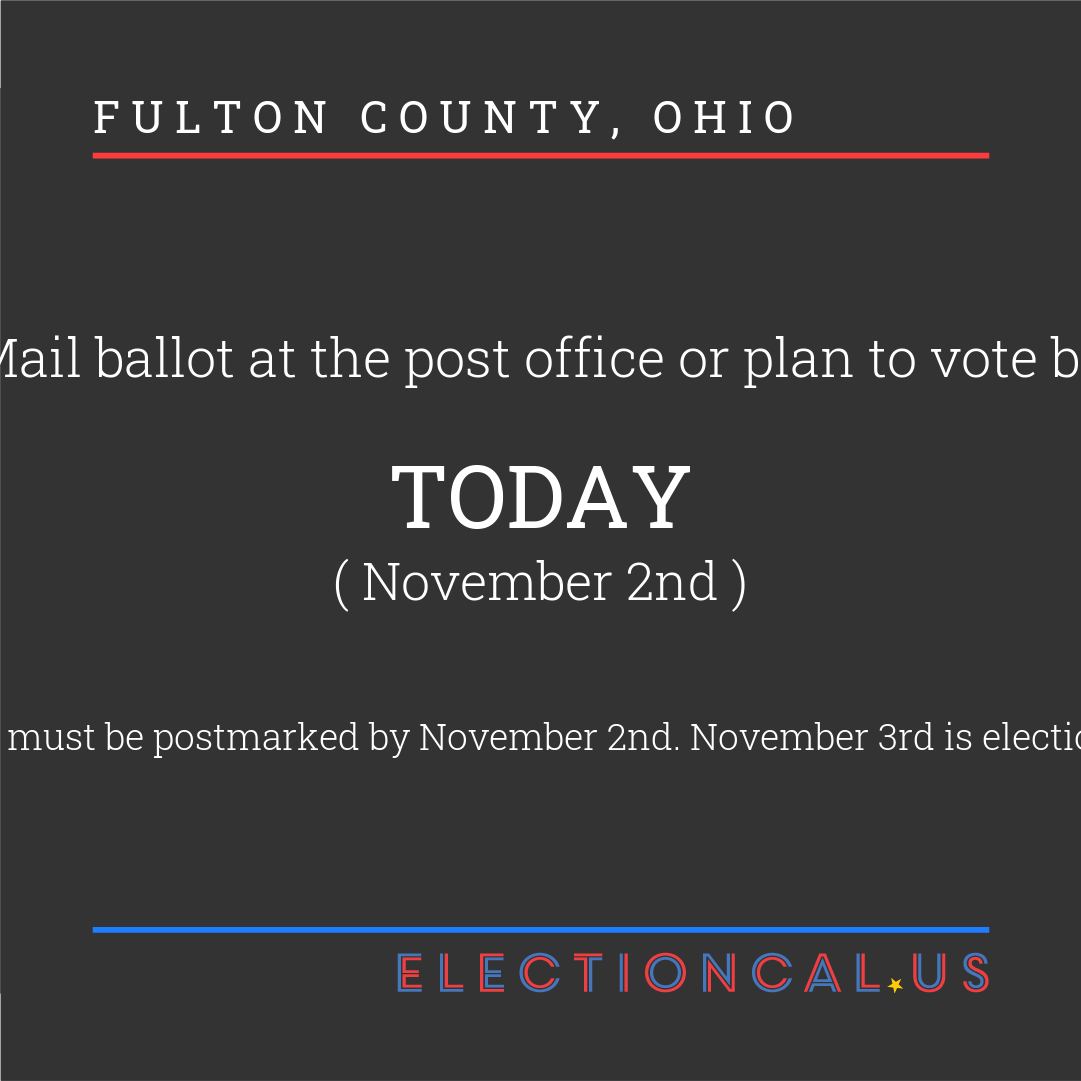 FULTON COUNTY, OHIO
Mail ballot at the post office or plan to vote b
TODAY
( November 2nd )
must be postmarked by November 2nd. November 3rd is electio
ELECTIONCAL.US